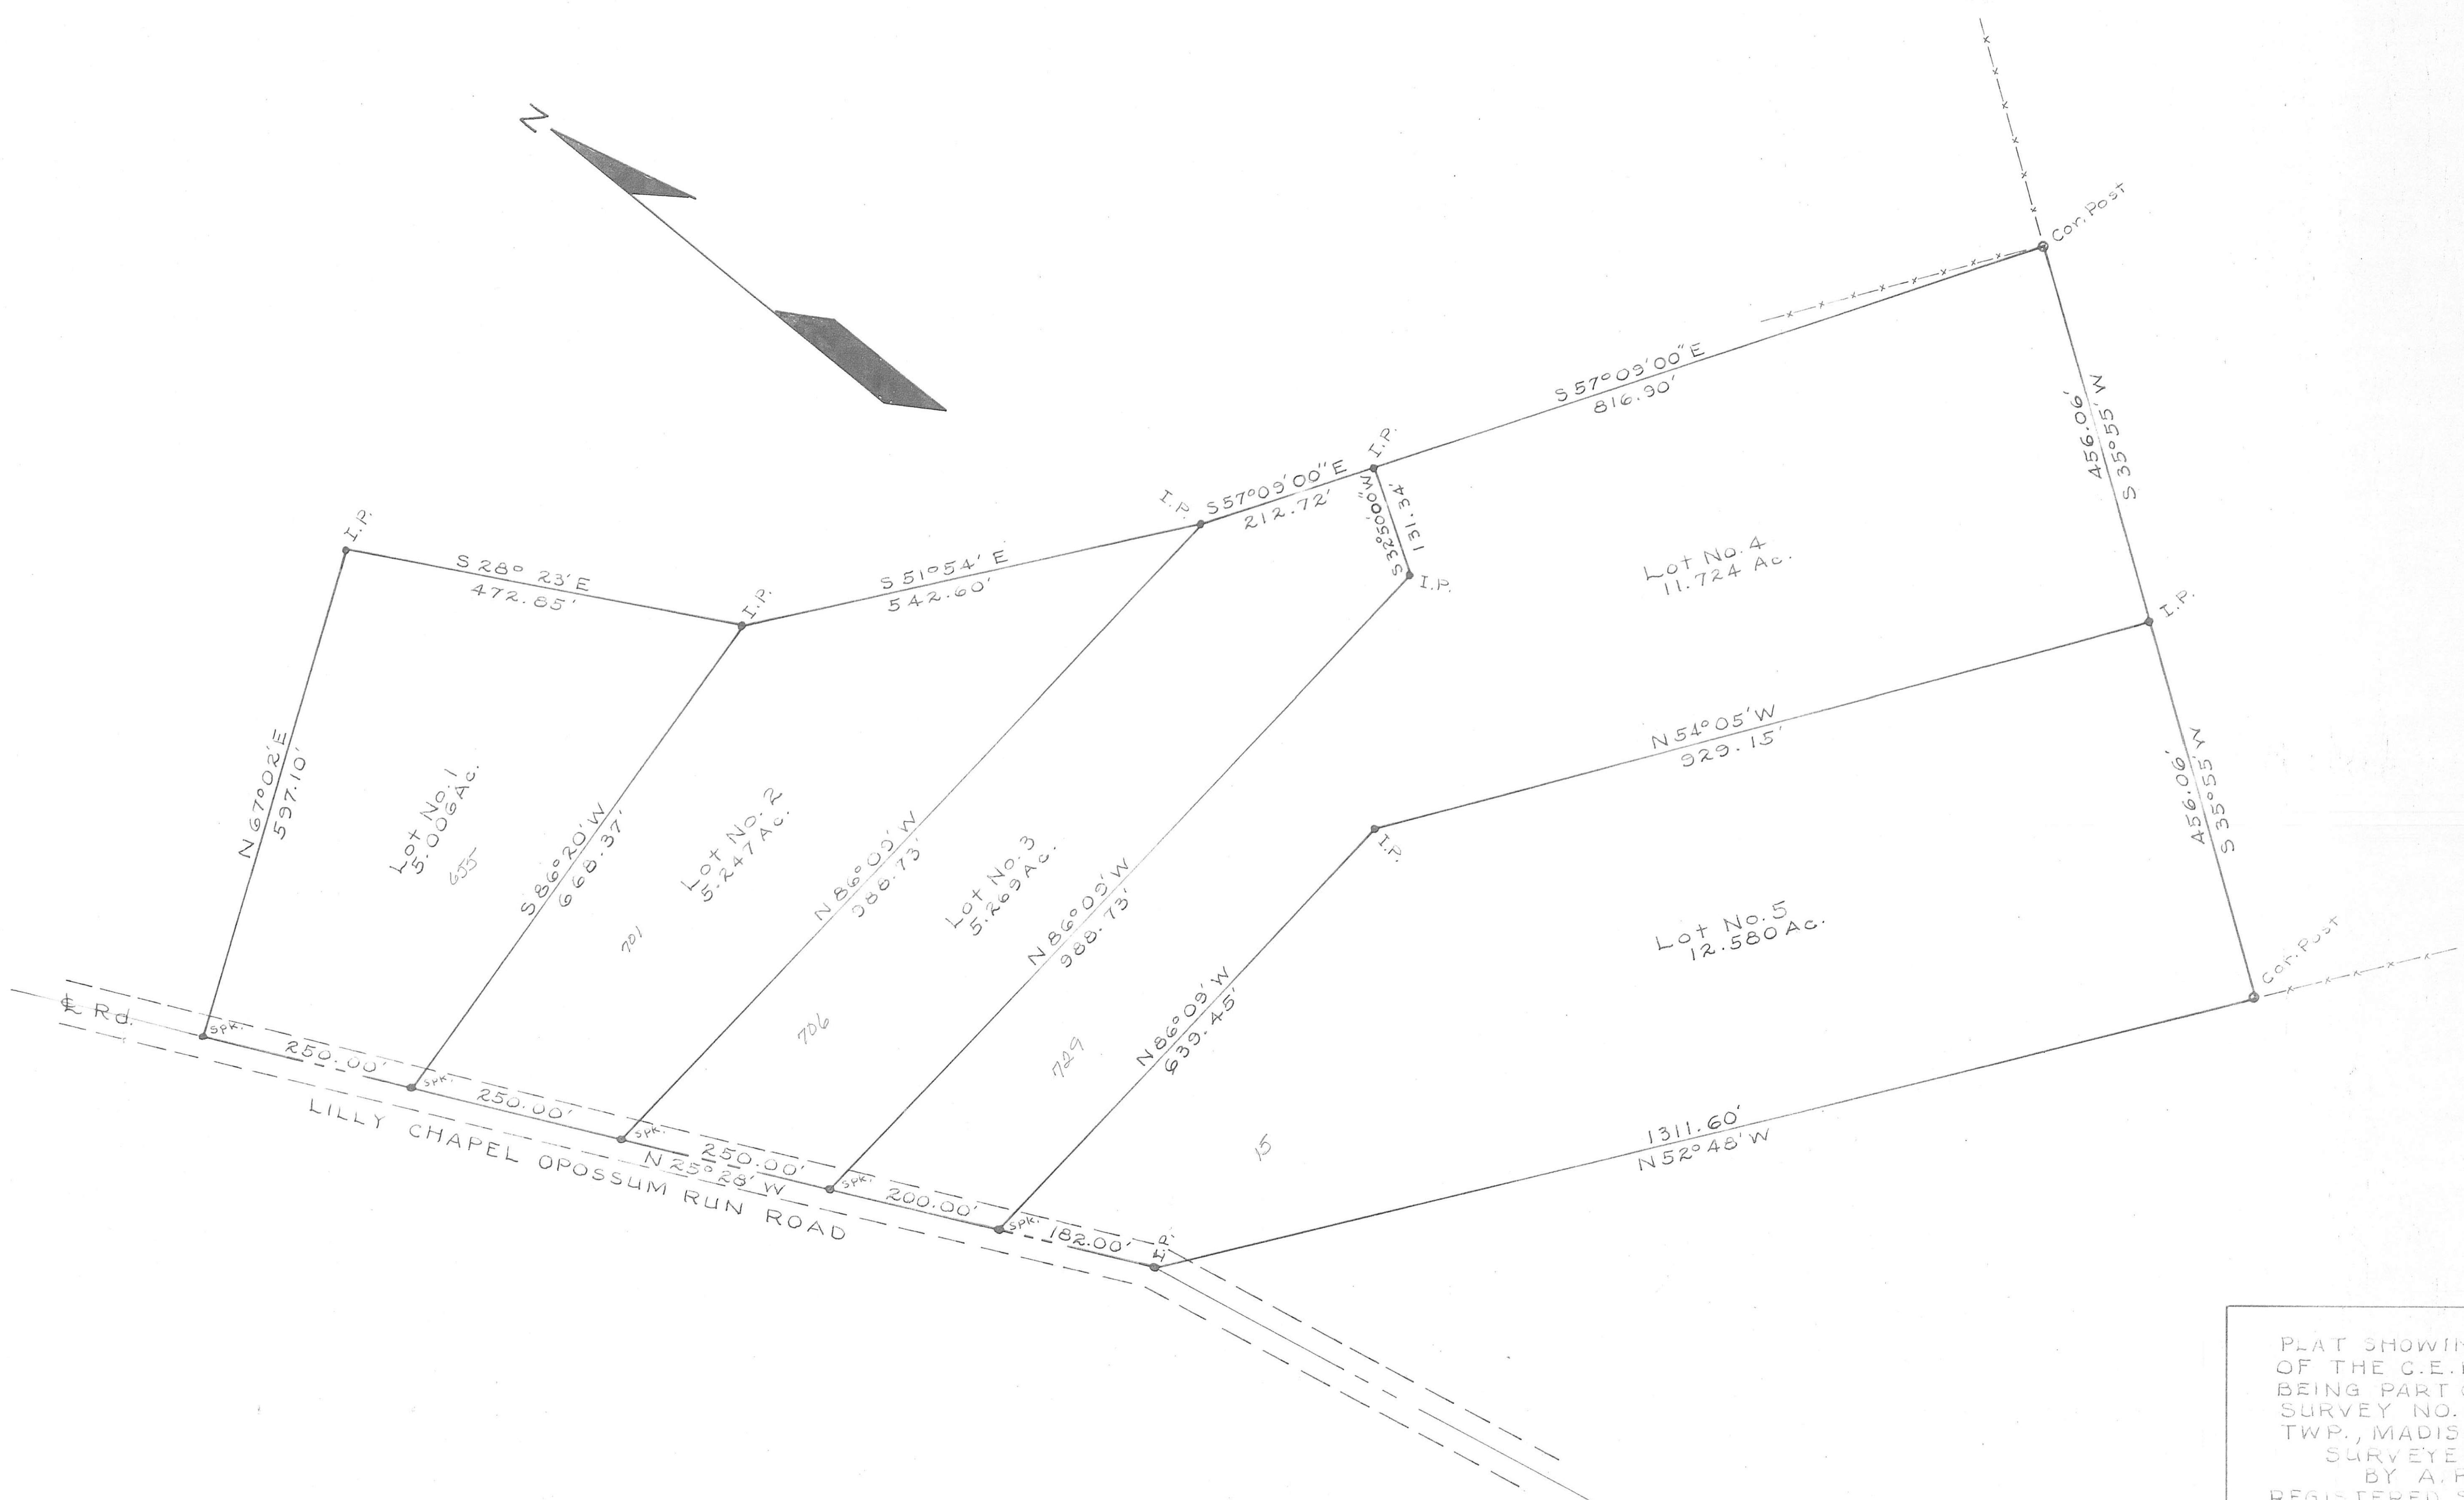 N
Cor. Post
S 57° 09' 00" E
816.90'
456.06'
S 35° 55' W
I.P.
S 57° 09' 00" E
212.72'
I.P.
S 32° 50' 00" W
131.34'
I.P.
I.P.
S 28° 23' E
472.85'
I.P.
S 51° 54' E
542.60'
Lot No. 4
11.724 Ac.
I.P.
N 54° 05' W
929.15'
I.P.
N 67° 02' E
597.10'
Lot No. 1
5.006 Ac.
655
S 86° 20' W
668.37'
Lot No. 2
5.247 Ac.
701
N 86° 09' W
988.73'
Lot No. 3
5.269 Ac.
706
N 86° 09' W
988.73'
729
N 86° 09' W
639.45'
Lot No. 5
12.580 Ac.
456.06'
S 35° 55' W
Cor. Post
15
1311.60'
N 52° 48' W
℄ Rd.
Spk.
250.00'
Spk.
250.00'
Spk.
250.00'
N 25° 28' W
Spk.
200.00'
Spk.
182.00'
LILLY CHAPEL OPOSSUM RUN ROAD
PLAT SHOWIN
OF THE C.E.
BEING PART
SURVEY NO.
TWP., MADIS
SURVEYE
BY A.P